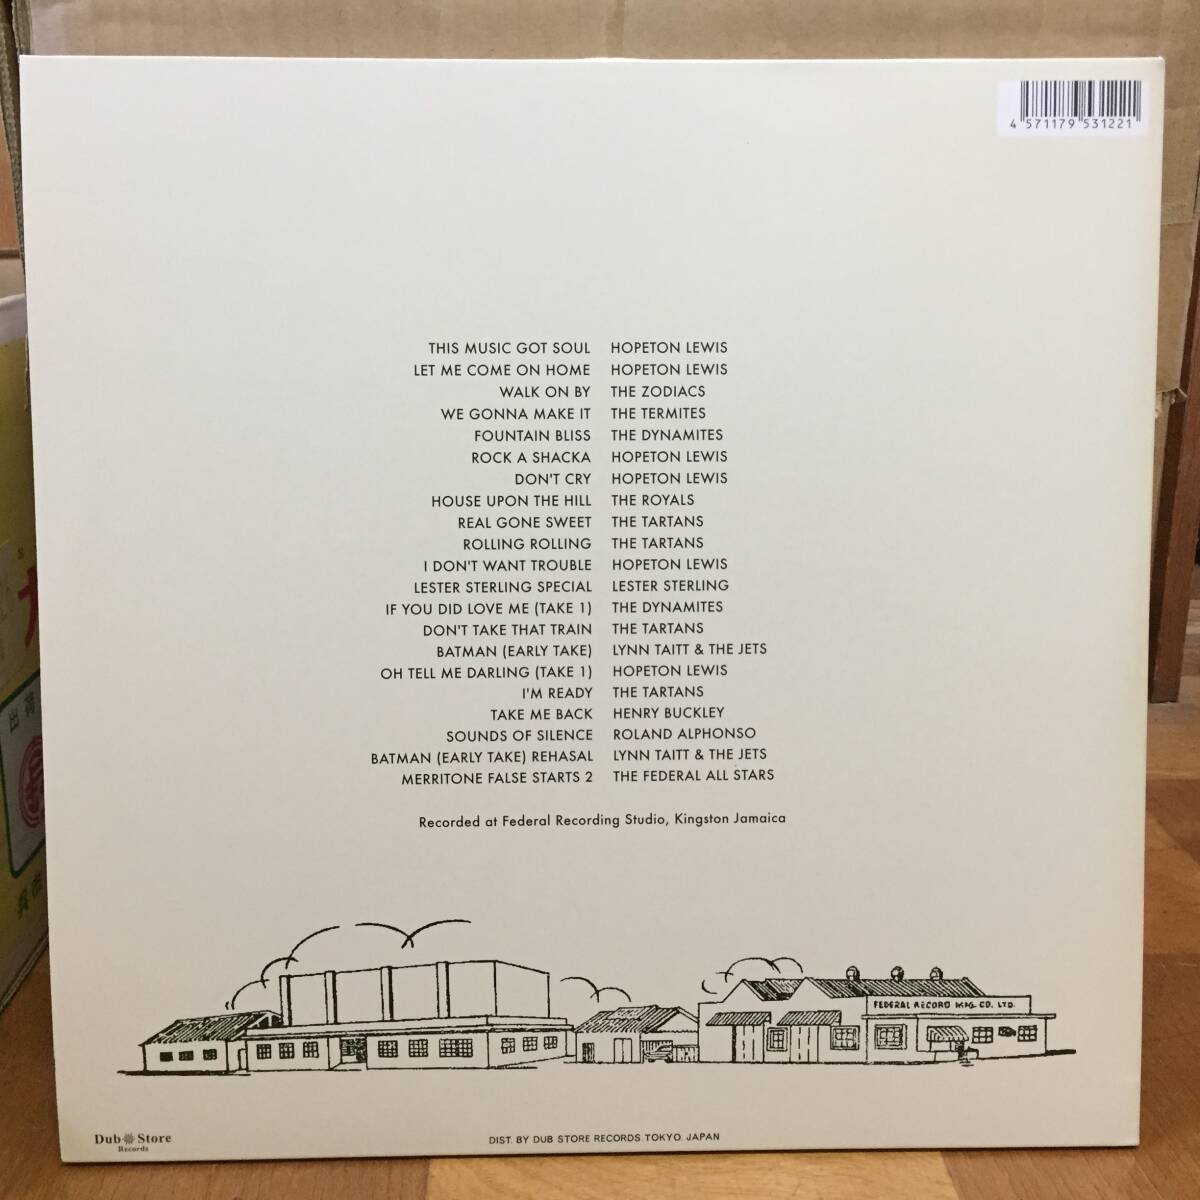 4 571179 531221
THIS MUSIC GOT SOUL HOPETON LEWIS
LET ME COME ON HOME HOPETON LEWIS
WALK ON BY THE ZODIACS
WE GONNA MAKE IT THE TERMITES
FOUNTAIN BLISS THE DYNAMITES
ROCK A SHACKA HOPETON LEWIS
DON'T CRY HOPETON LEWIS
HOUSE UPON THE HILL THE ROYALS
REAL GONE SWEET THE TARTANS
ROLLING ROLLING THE TARTANS
I DON'T WANT TROUBLE HOPETON LEWIS
LESTER STERLING SPECIAL LESTER STERLING
IF YOU DID LOVE ME (TAKE 1) THE DYNAMITES
DON'T TAKE THAT TRAIN THE TARTANS
BATMAN (EARLY TAKE) LYNN TAITT & THE JETS
OH TELL ME DARLING (TAKE 1) HOPETON LEWIS
I'M READY THE TARTANS
TAKE ME BACK HENRY BUCKLEY
SOUNDS OF SILENCE ROLAND ALPHONSO
BATMAN (EARLY TAKE) REHASAL LYNN TAITT & THE JETS
MERRITONE FALSE STARTS 2 THE FEDERAL ALL STARS
Recorded at Federal Recording Studio, Kingston Jamaica
FEDERAL RECORD MFG. CO. LTD.
Dub Store
Records
DIST. BY DUB STORE RECORDS. TOKYO. JAPAN